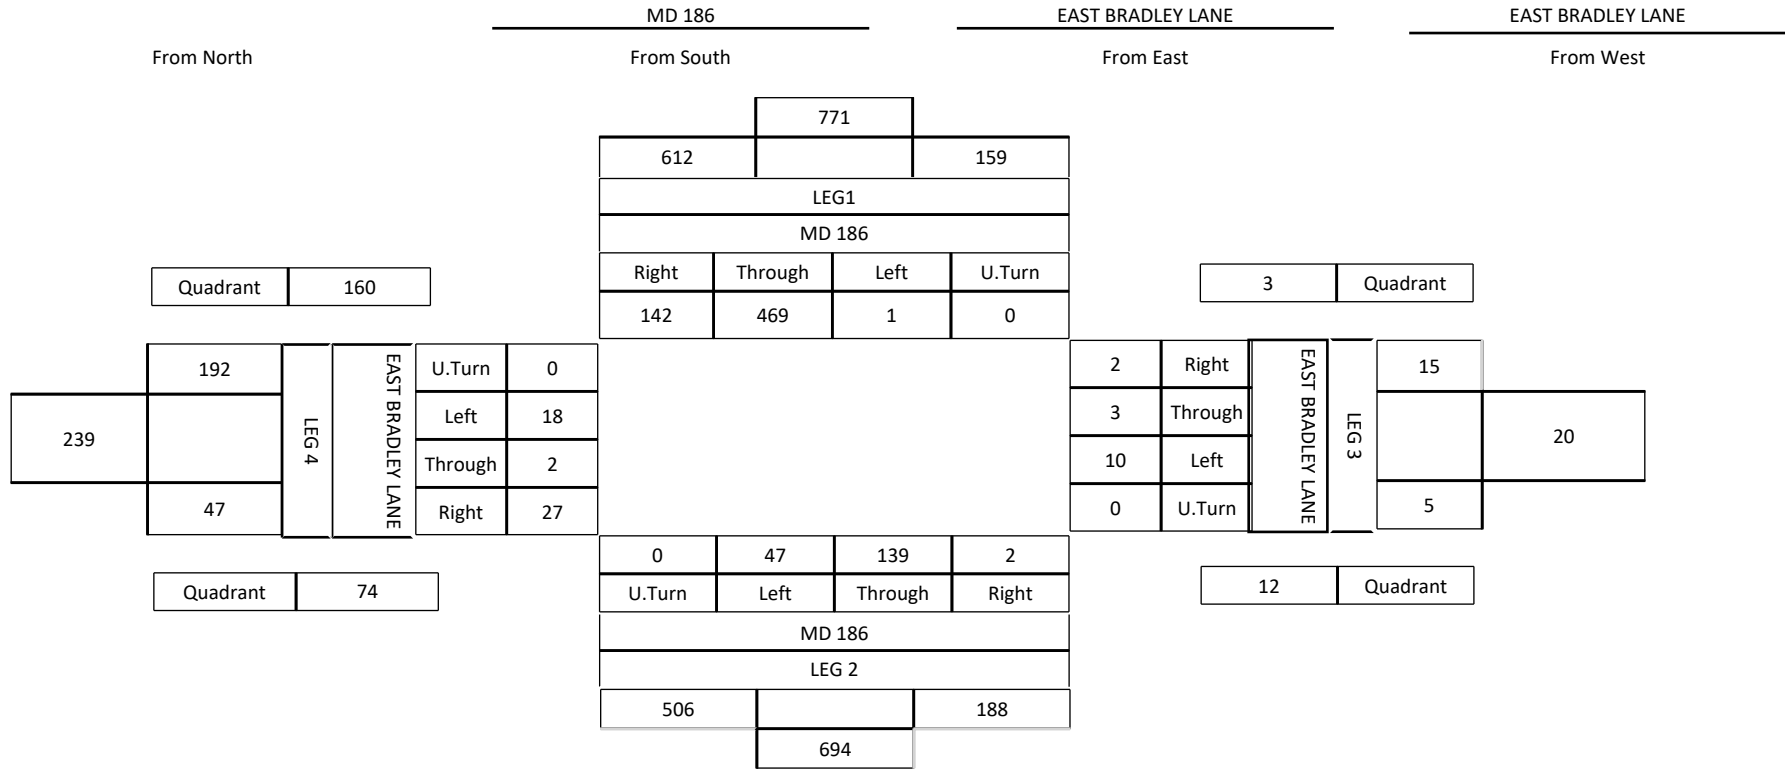 MD 186 EAST BRADLEY LANE EAST BRADLEY LANE
From North From South From East From West
771
612 159
LEG1
MD 186
Right Through Left U.Turn
142 469 1 0
Quadrant 160
3 Quadrant
192
239
47
LEG 4
EAST BRADLEY LANE
U.Turn 0
Left 18
Through 2
Right 27
2 Right
3 Through
10 Left
0 U.Turn
EAST BRADLEY LANE
LEG 3
15
20
5
0 47 139 2
U.Turn Left Through Right
Quadrant 74
12 Quadrant
MD 186
LEG 2
506 188
694